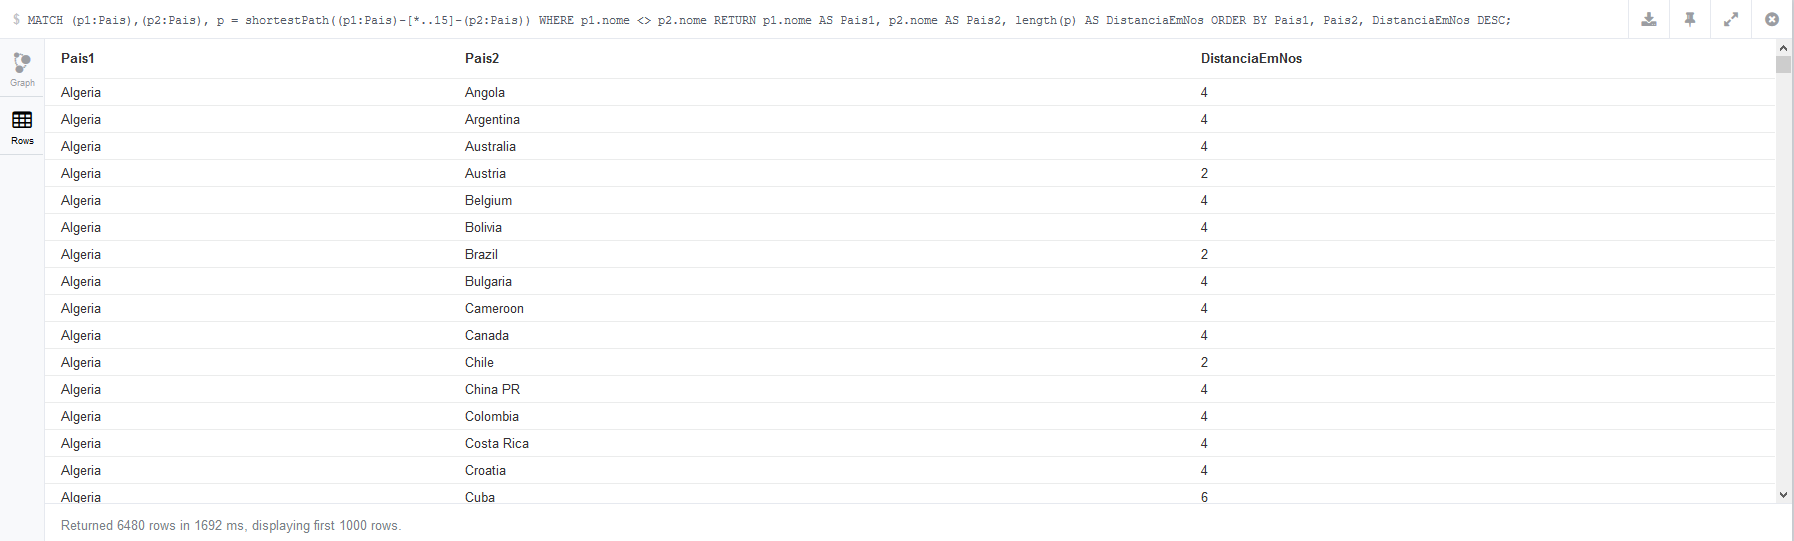 $ MATCH (p1:Pais),(p2:Pais), p = shortestPath((p1:Pais)-[*..15]-(p2:Pais)) WHERE p1.nome <> p2.nome RETURN p1.nome AS Pais1, p2.nome AS Pais2, length(p) AS DistanciaEmNos ORDER BY Pais1, Pais2, DistanciaEmNos DESC;
Graph
Rows
Pais1 Pais2 DistanciaEmNos
Algeria Angola 4
Algeria Argentina 4
Algeria Australia 4
Algeria Austria 2
Algeria Belgium 4
Algeria Bolivia 4
Algeria Brazil 2
Algeria Bulgaria 4
Algeria Cameroon 4
Algeria Canada 4
Algeria Chile 2
Algeria China PR 4
Algeria Colombia 4
Algeria Costa Rica 4
Algeria Croatia 4
Algeria Cuba 6
Returned 6480 rows in 1692 ms, displaying first 1000 rows.